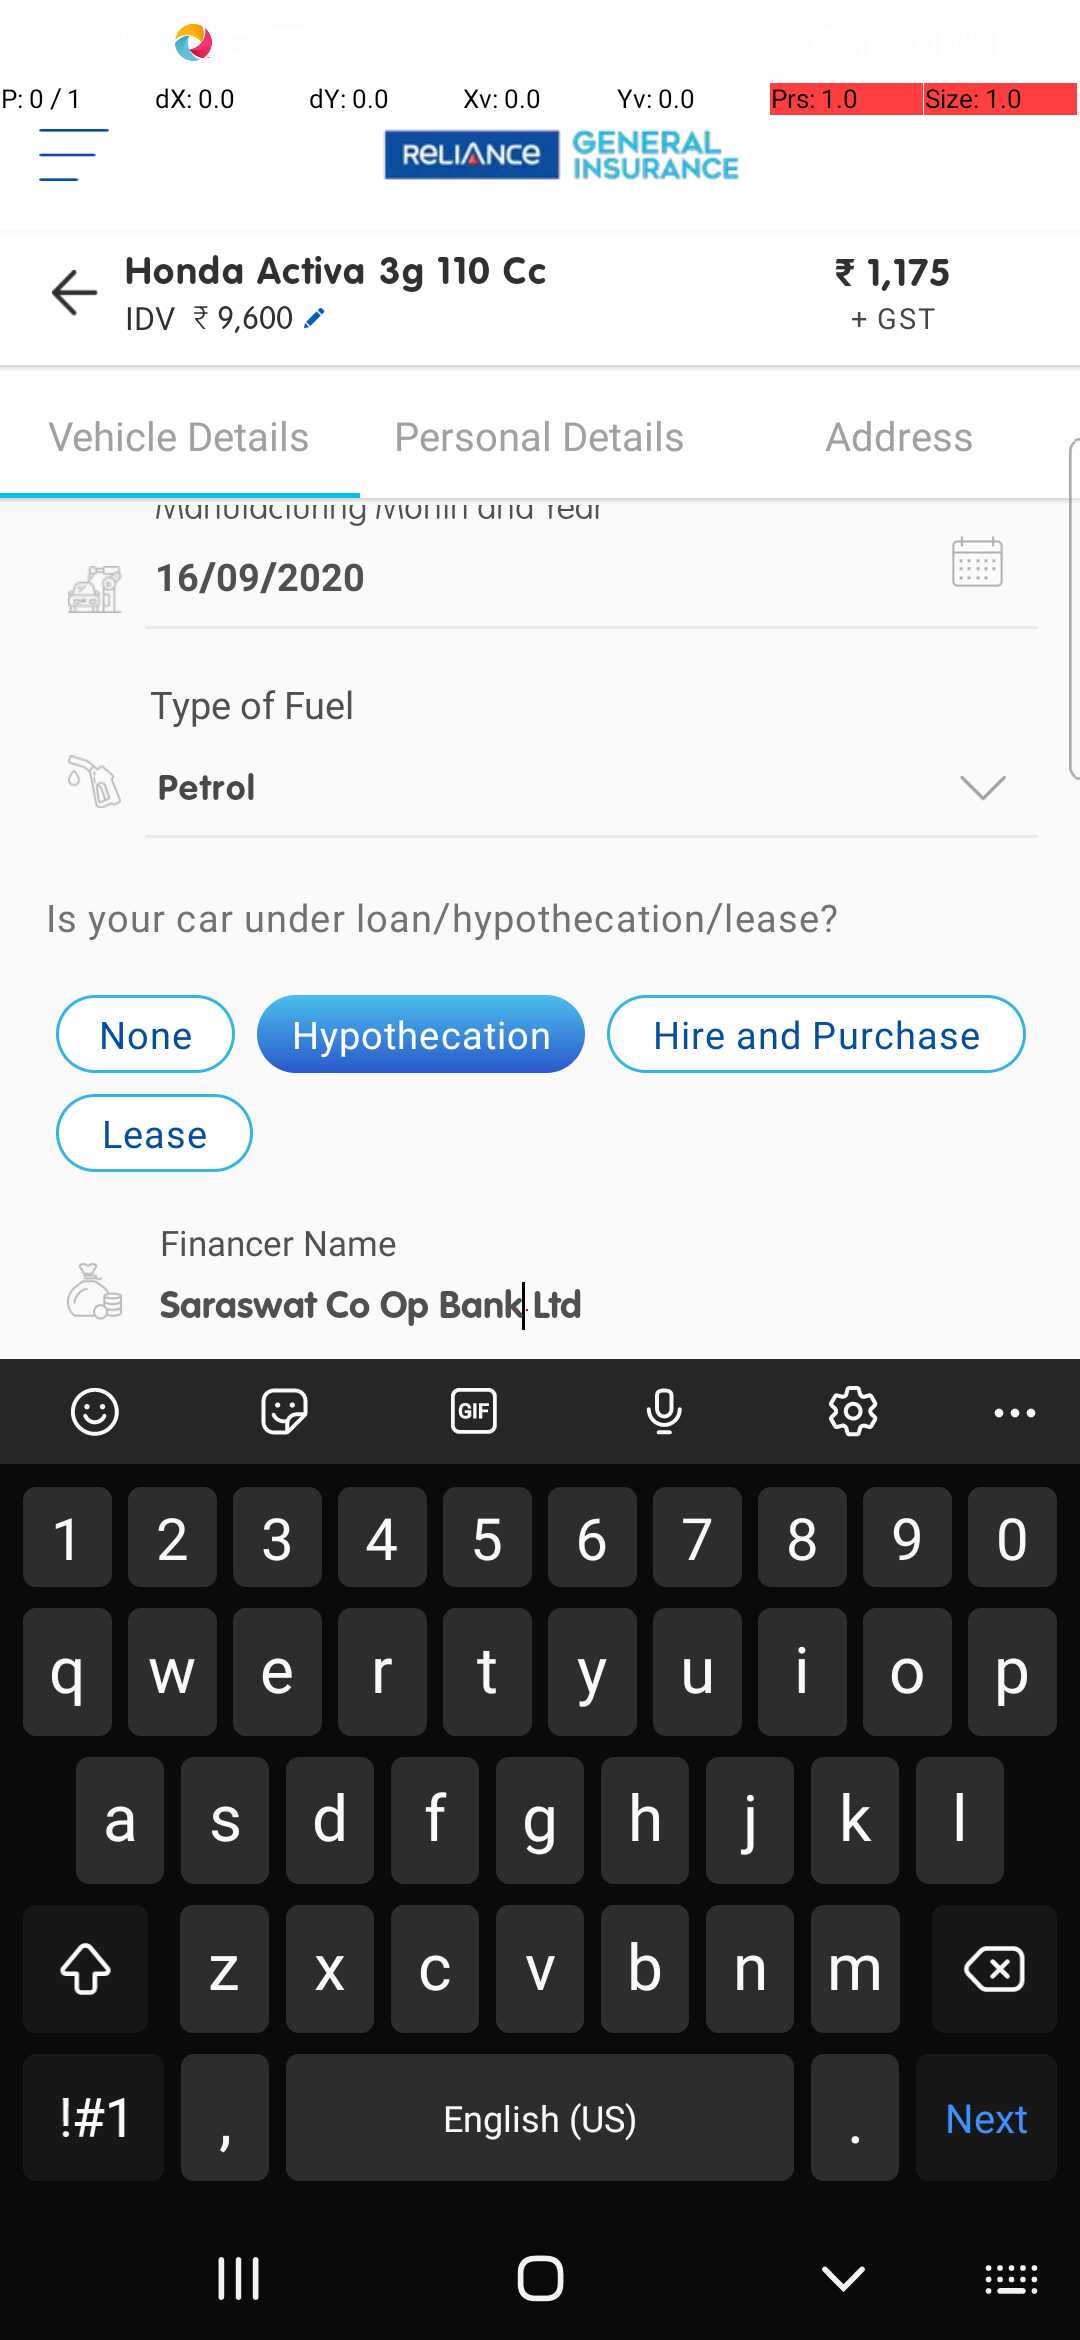 P: 0 / 1 dX: 0.0 dY: 0.0 Xv: 0.0 Yv: 0.0 Prs: 1.0 Size: 1.0
RELIANCE GENERAL INSURANCE
Honda Activa 3g 110 Cc ₹ 1,175
IDV ₹ 9,600 + GST
Vehicle Details Personal Details Address
Manufacturing Month and Year
16/09/2020
Type of Fuel
Petrol
Is your car under loan/hypothecation/lease?
None Hypothecation Hire and Purchase
Lease
Financer Name
Saraswat Co Op Bank Ltd
GIF
1 2 3 4 5 6 7 8 9 0
q w e r t y u i o p
a s d f g h j k l
z x c v b n m
!#1 , English (US) . Next